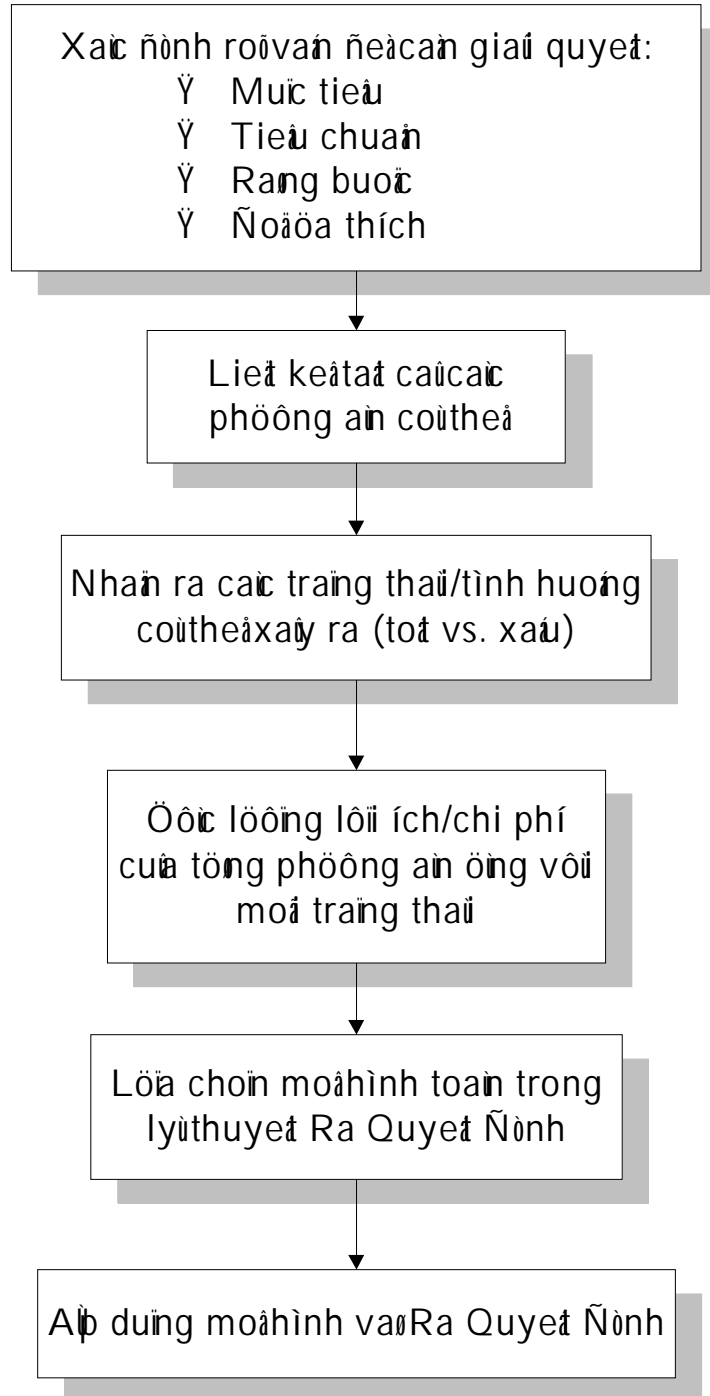 Xaùc ñònh roõ vaán ñeà caàn giaûi quyeát:
Ÿ Muïc tieâu
Ÿ Tieâu chuaån
Ÿ Raøng buoäc
Ÿ Ñoä öa thích
Lieät keâ taát caû caùc
phöông aùn coù theå
Nhaän ra caùc traïng thaùi/tình huoáng
coù theå xaûy ra (toát vs. xaáu)
Öôùc löôïng lôïi ích/chi phí
cuûa töøng phöông aùn öùng vôùi
moãi traïng thaùi
Löïa choïn moâ hình toaùn trong
lyù thuyeát Ra Quyeát Ñònh
AÙp duïng moâ hình vaø Ra Quyeát Ñònh